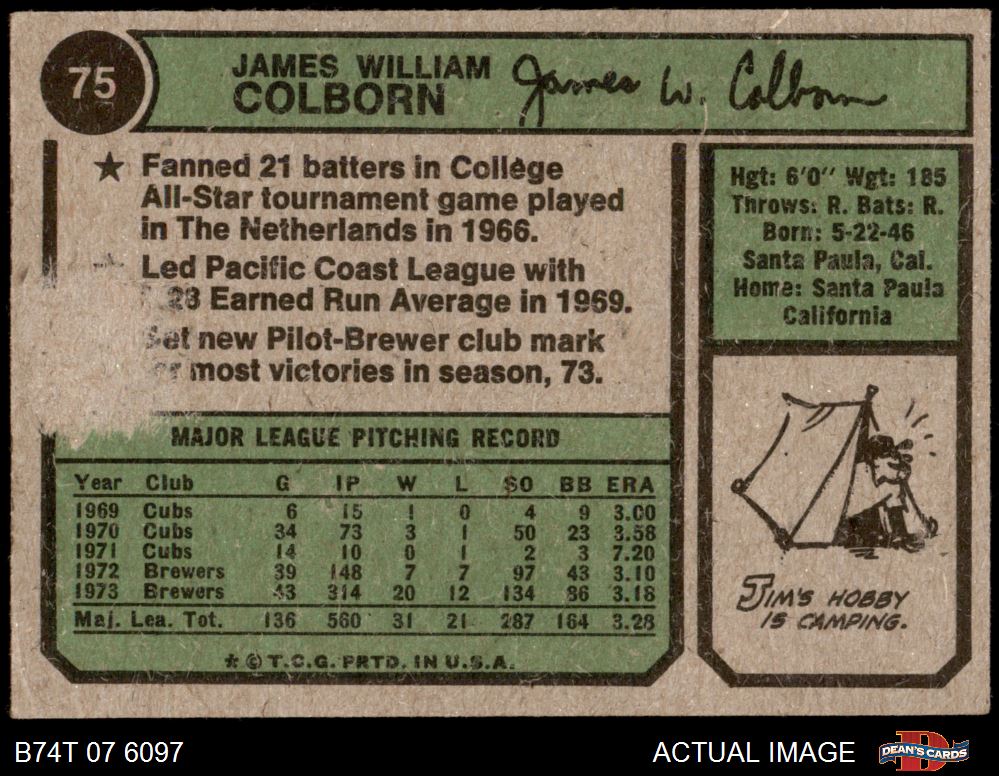 75
JAMES WILLIAM
COLBORN
James W. Colborn
★ Fanned 21 batters in College
All-Star tournament game played
in The Netherlands in 1966.
Led Pacific Coast League with
.28 Earned Run Average in 1969.
Set new Pilot-Brewer club mark
or most victories in season, 73.
Hgt: 6'0" Wgt: 185
Throws: R. Bats: R.
Born: 5-22-46
Santa Paula, Cal.
Home: Santa Paula
California
MAJOR LEAGUE PITCHING RECORD
Year Club G IP W L SO BB ERA
1969 Cubs 6 15 1 0 4 9 3.00
1970 Cubs 34 73 3 1 50 23 3.58
1971 Cubs 14 10 0 1 2 3 7.20
1972 Brewers 39 148 7 7 97 43 3.10
1973 Brewers 43 314 20 12 134 86 3.18
Maj. Lea. Tot. 136 560 31 21 287 164 3.28
* © T.C.G. PRTD. IN U.S.A.
JIM'S HOBBY
IS CAMPING.
B74T 07 6097
ACTUAL IMAGE
DEAN'S CARDS